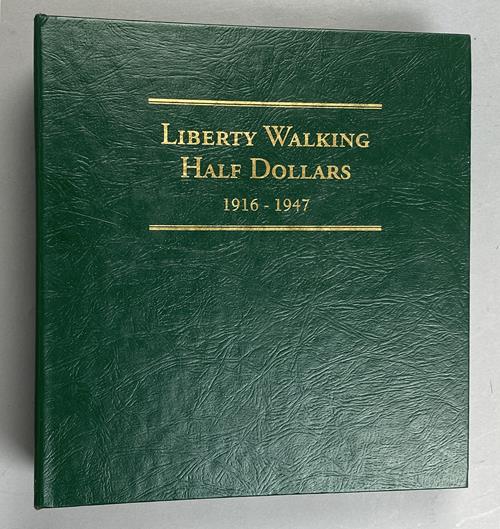 Liberty Walking
Half Dollars
1916 - 1947